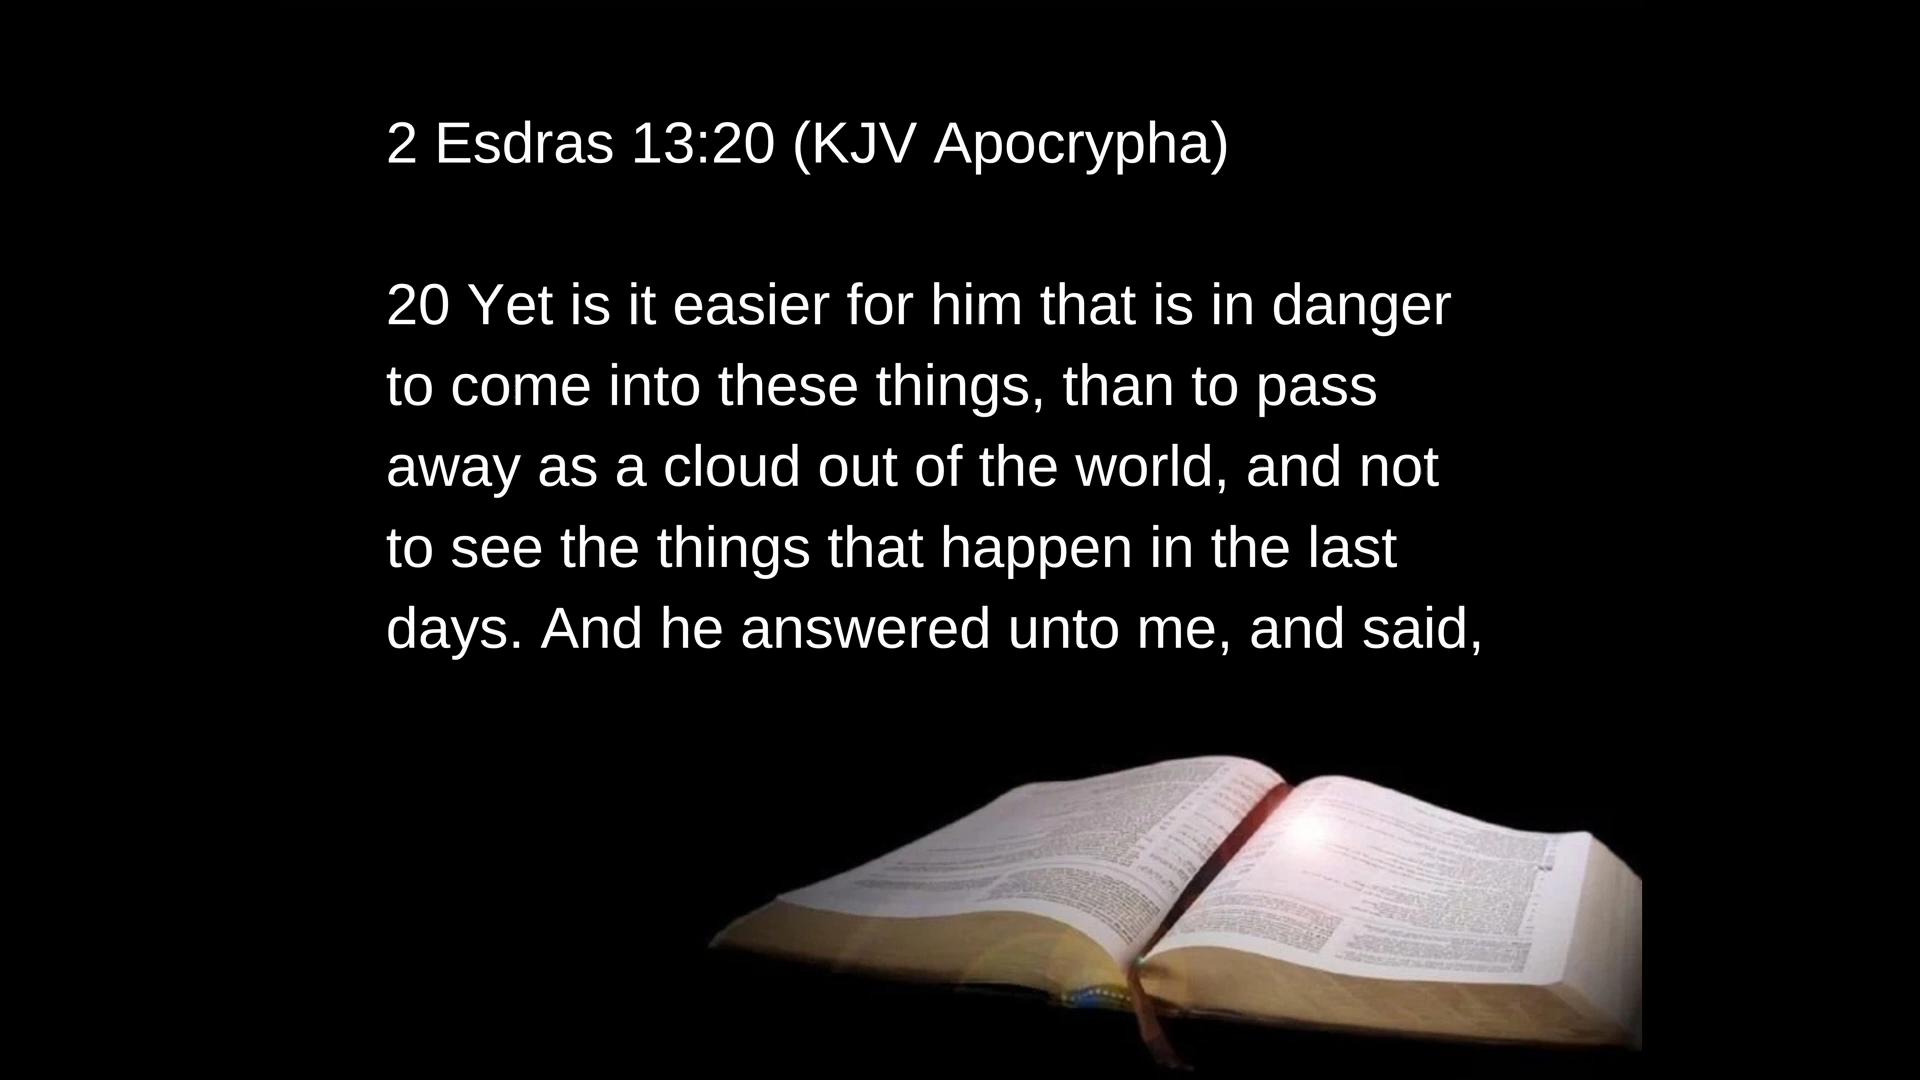 2 Esdras 13:20 (KJV Apocrypha)
20 Yet is it easier for him that is in danger
to come into these things, than to pass
away as a cloud out of the world, and not
to see the things that happen in the last
days. And he answered unto me, and said,